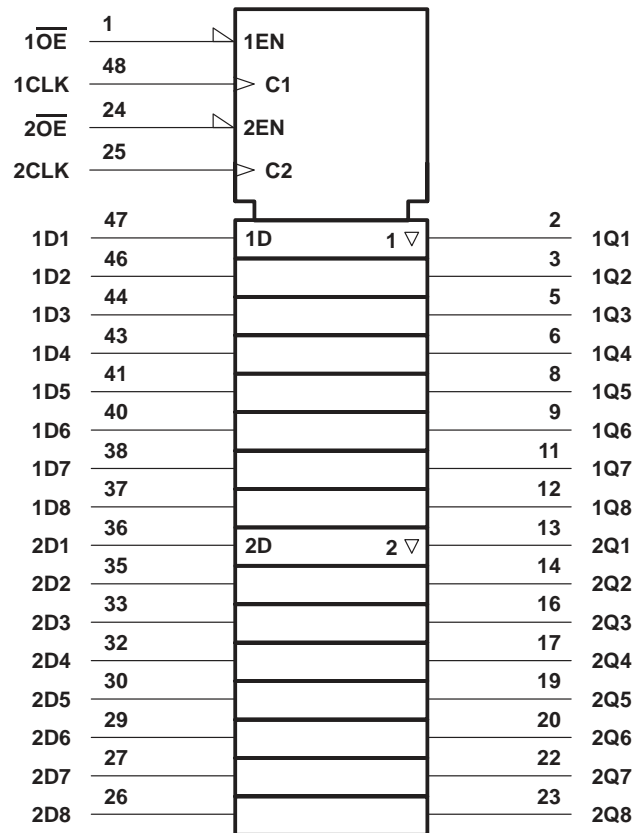 1
1OE 1EN
48
1CLK C1
24
2OE 2EN
25
2CLK C2
47 2
1D1 1D 1 ▽ 1Q1
46 3
1D2 1Q2
44 5
1D3 1Q3
43 6
1D4 1Q4
41 8
1D5 1Q5
40 9
1D6 1Q6
38 11
1D7 1Q7
37 12
1D8 1Q8
36 13
2D1 2D 2 ▽ 2Q1
35 14
2D2 2Q2
33 16
2D3 2Q3
32 17
2D4 2Q4
30 19
2D5 2Q5
29 20
2D6 2Q6
27 22
2D7 2Q7
26 23
2D8 2Q8